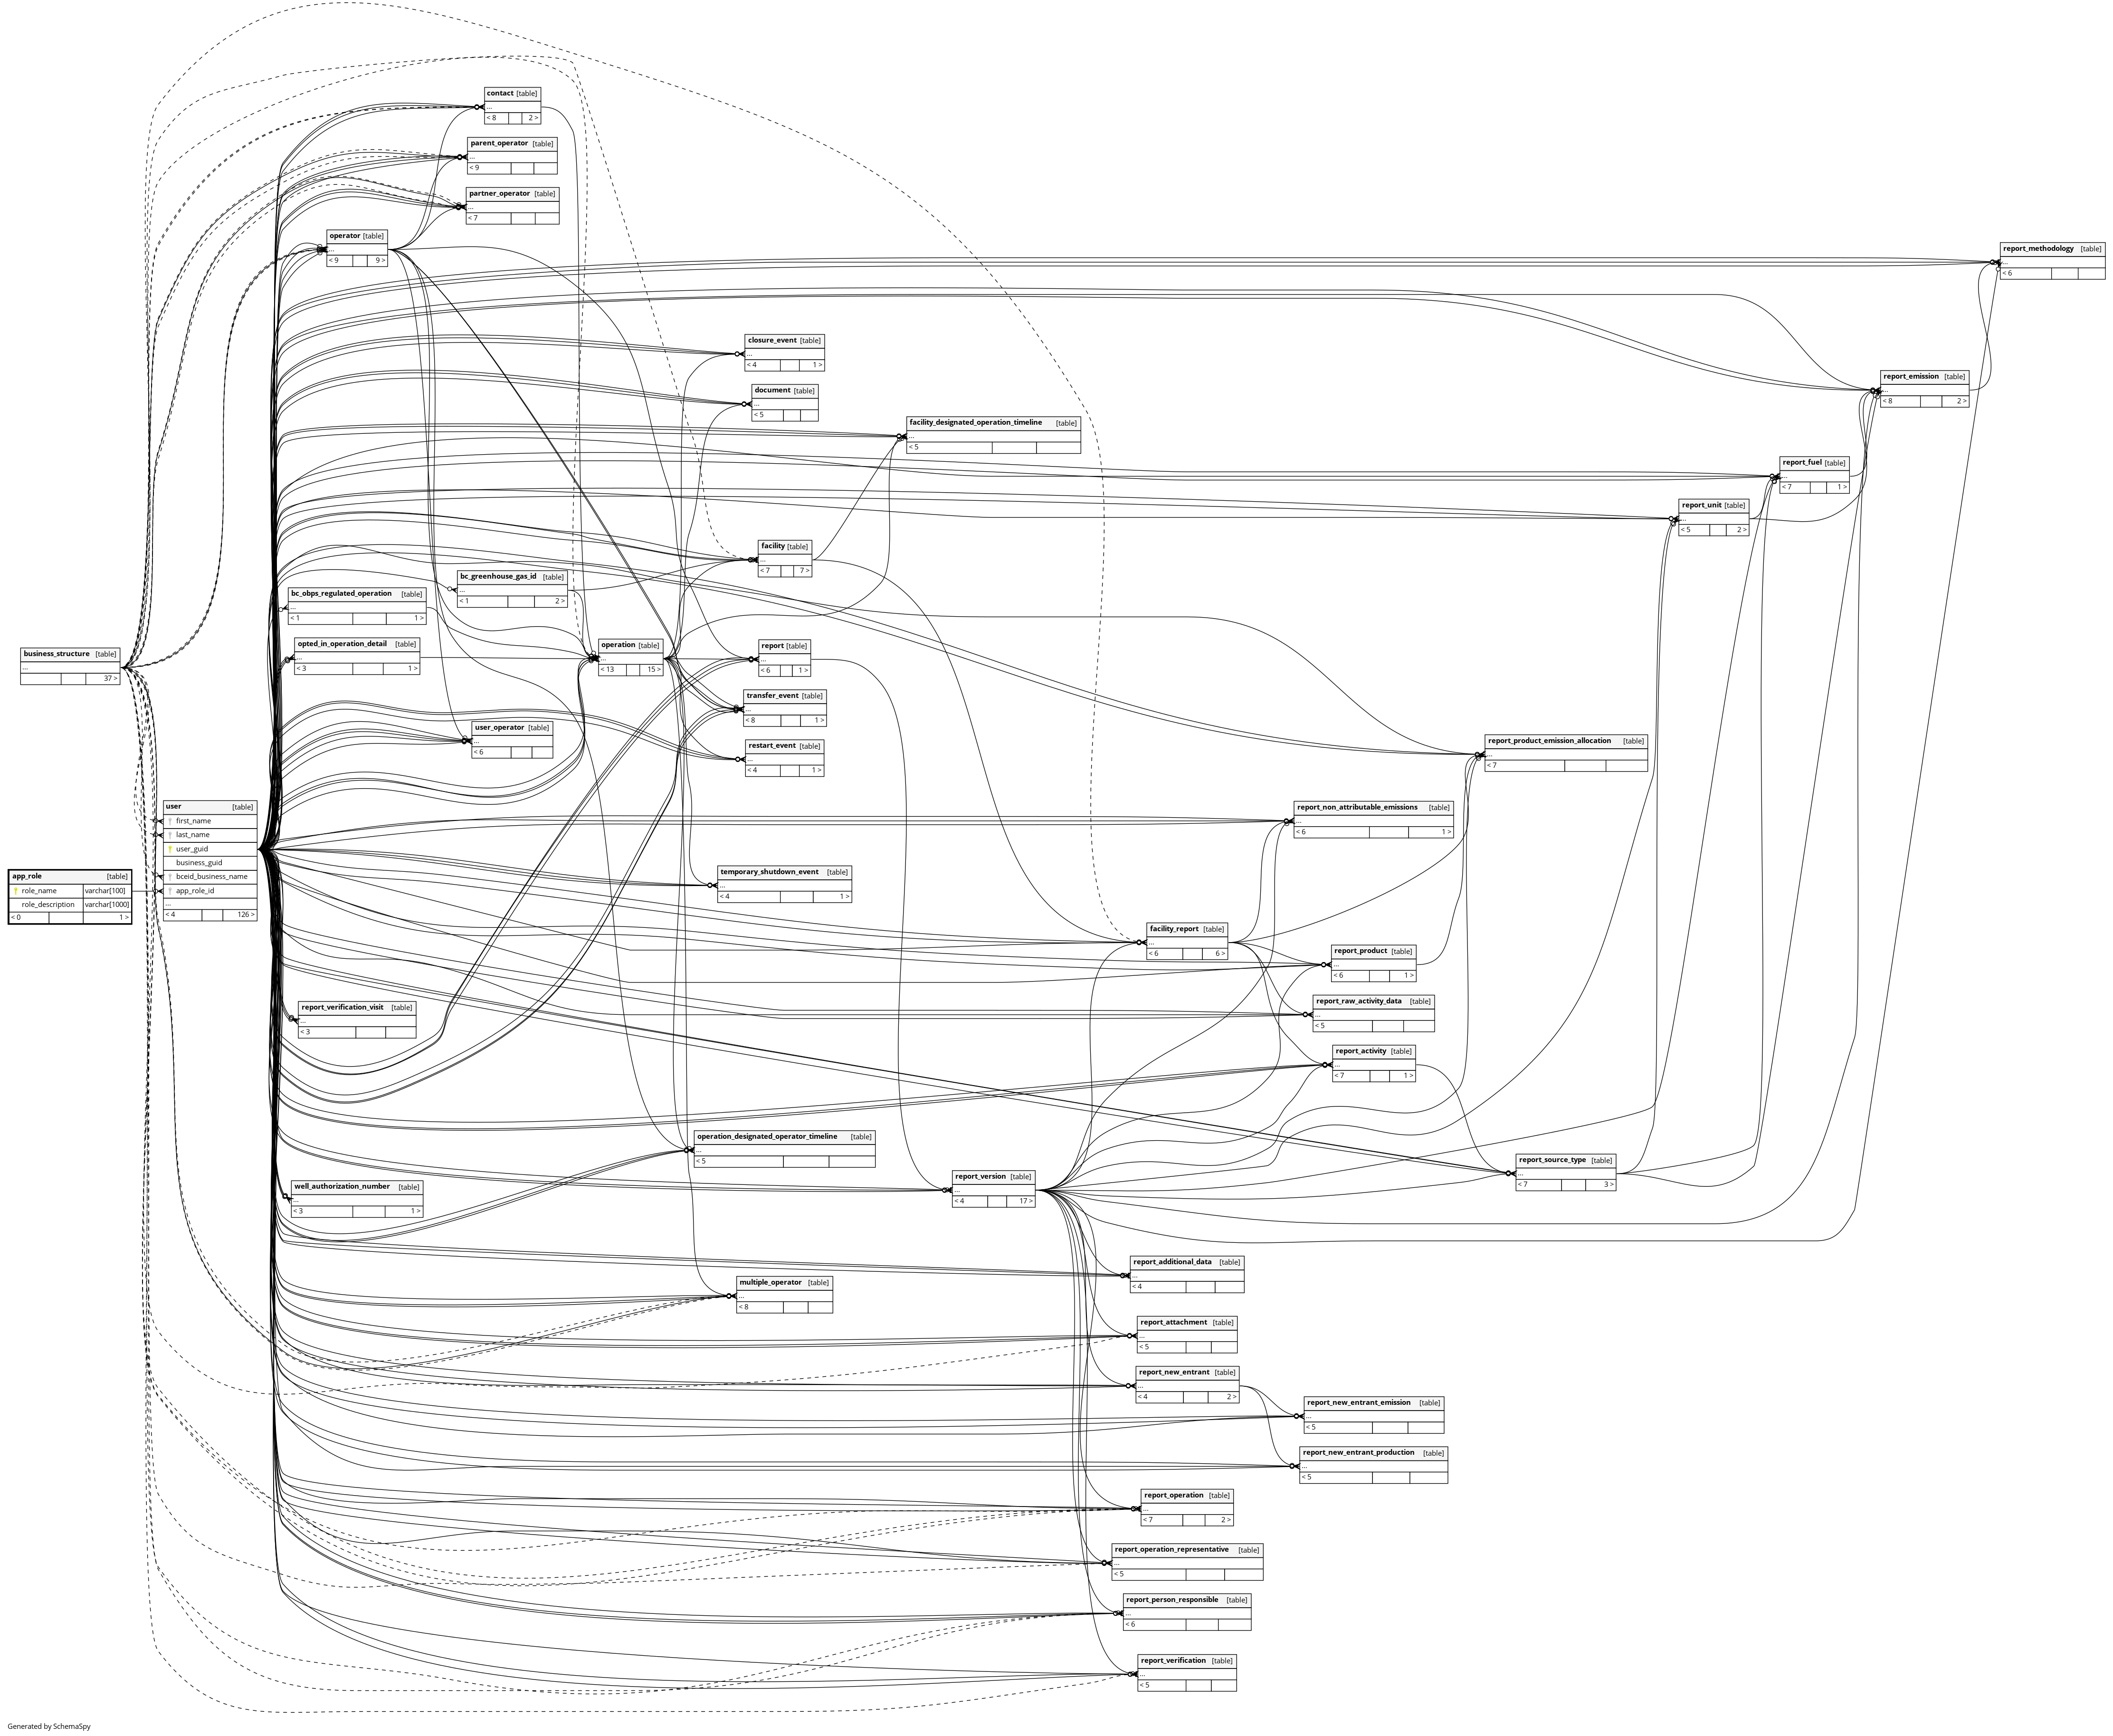 contact [table]
...
< 8 2 >
parent_operator [table]
...
< 9
partner_operator [table]
...
< 7
operator [table]
...
< 9 9 >
report_methodology [table]
...
< 6
closure_event [table]
...
< 4 1 >
report_emission [table]
...
< 8 2 >
document [table]
...
< 5
facility_designated_operation_timeline [table]
...
< 5
report_fuel [table]
...
< 7 1 >
report_unit [table]
...
< 5 2 >
facility [table]
...
< 7 7 >
bc_greenhouse_gas_id [table]
...
< 1 2 >
bc_obps_regulated_operation [table]
...
< 1 1 >
opted_in_operation_detail [table]
...
< 3 1 >
operation [table]
...
< 13 15 >
report [table]
...
< 6 1 >
business_structure [table]
...
37 >
transfer_event [table]
...
< 8 1 >
user_operator [table]
...
< 6
restart_event [table]
...
< 4 1 >
report_product_emission_allocation [table]
...
< 7
user [table]
first_name
last_name
user_guid
business_guid
bceid_business_name
app_role_id
...
< 4 126 >
app_role [table]
role_name varchar[100]
role_description varchar[1000]
< 0 1 >
report_non_attributable_emissions [table]
...
< 6 1 >
temporary_shutdown_event [table]
...
< 4 1 >
facility_report [table]
...
< 6 6 >
report_product [table]
...
< 6 1 >
report_raw_activity_data [table]
...
< 5
report_verification_visit [table]
...
< 3
report_activity [table]
...
< 7 1 >
operation_designated_operator_timeline [table]
...
< 5
report_source_type [table]
...
< 7 3 >
report_version [table]
...
< 4 17 >
well_authorization_number [table]
...
< 3 1 >
report_additional_data [table]
...
< 4
multiple_operator [table]
...
< 8
report_attachment [table]
...
< 5
report_new_entrant [table]
...
< 4 2 >
report_new_entrant_emission [table]
...
< 5
report_new_entrant_production [table]
...
< 5
report_operation [table]
...
< 7 2 >
report_operation_representative [table]
...
< 5
report_person_responsible [table]
...
< 6
report_verification [table]
...
< 5
Generated by SchemaSpy